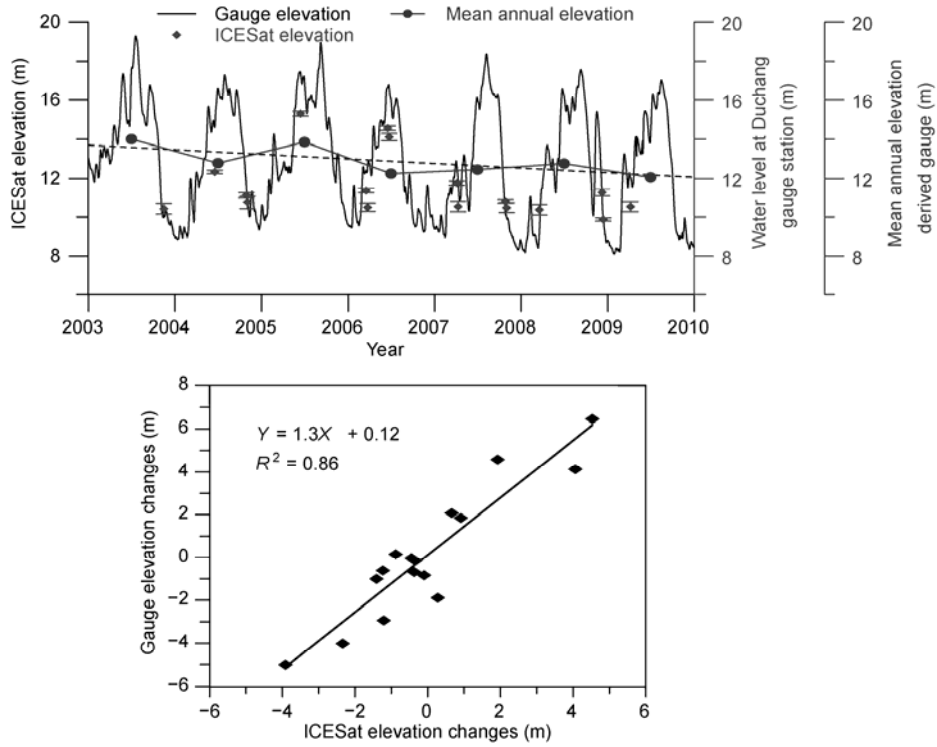 Gauge elevation
Mean annual elevation
ICESat elevation
20
16
12
8
ICESat elevation (m)
20
16
12
8
Water level at Duchang
gauge station (m)
20
16
12
8
Mean annual elevation
derived gauge (m)
2003 2004 2005 2006 2007 2008 2009 2010
Year
8
6
4
2
0
−2
−4
−6
Gauge elevation changes (m)
Y = 1.3X + 0.12
R² = 0.86
−6 −4 −2 0 2 4 6
ICESat elevation changes (m)